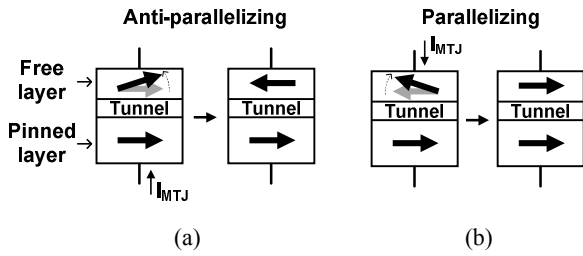 Anti-parallelizing
Parallelizing
Free
layer
Tunnel
Pinned
layer
I_MTJ
Tunnel
I_MTJ
Tunnel
Tunnel
(a)
(b)